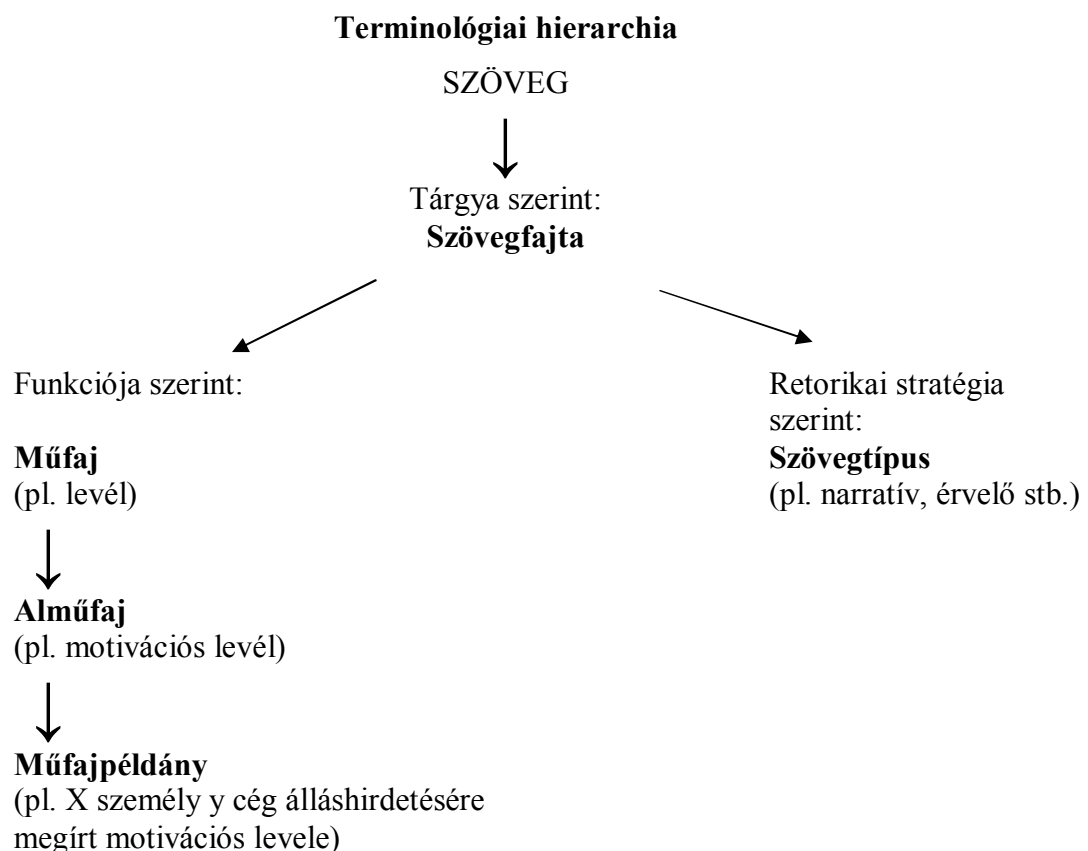 Terminológiai hierarchia
SZÖVEG
Tárgya szerint:
Szövegfajta
Funkciója szerint:
Műfaj
(pl. levél)
Alműfaj
(pl. motivációs levél)
Műfajpéldány
(pl. X személy y cég álláshirdetésére
megírt motivációs levele)
Retorikai stratégia
szerint:
Szövegtípus
(pl. narratív, érvelő stb.)